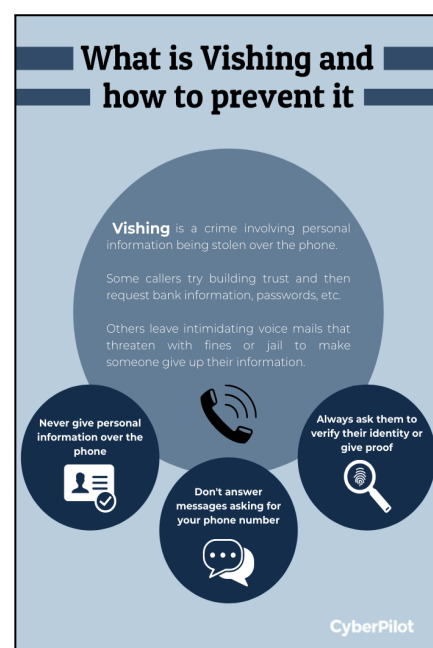 What is Vishing and
how to prevent it
Vishing is a crime involving personal
information being stolen over the phone.
Some callers try building trust and then
request bank information, passwords, etc.
Others leave intimidating voice mails that
threaten with fines or jail to make
someone give up their information.
Never give personal
information over the
phone
Don't answer
messages asking for
your phone number
Always ask them to
verify their identity or
give proof
CyberPilot